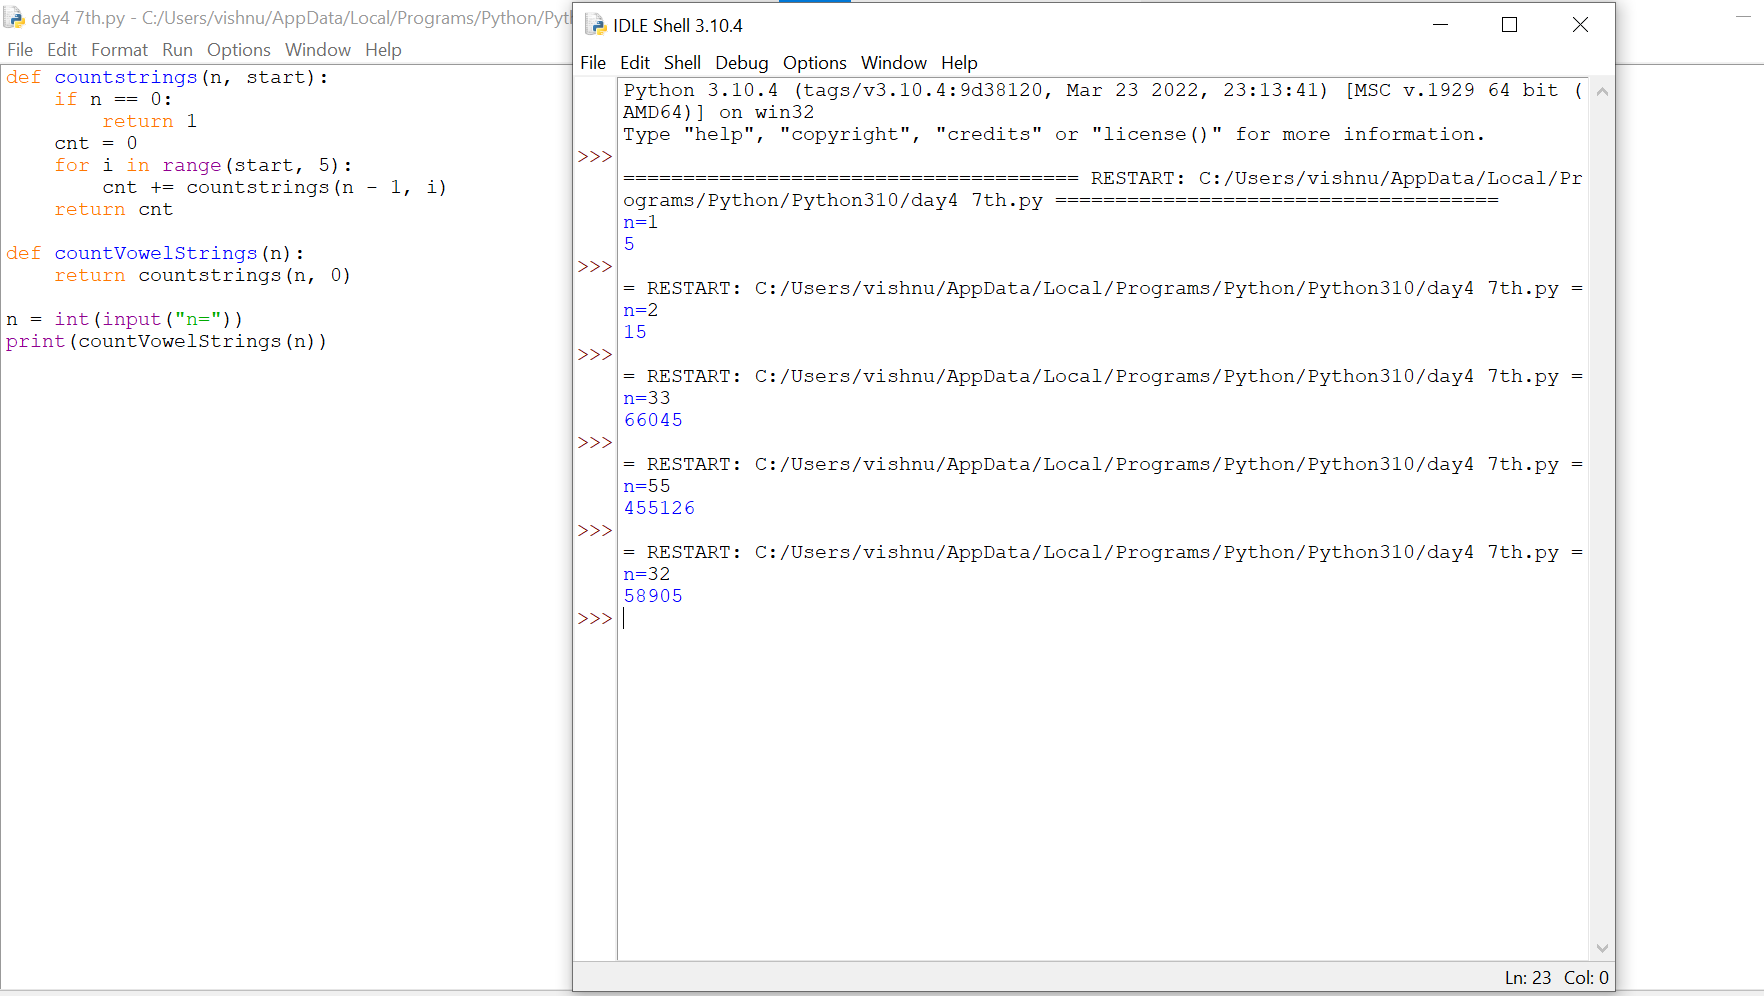 day4 7th.py - C:/Users/vishnu/AppData/Local/Programs/Python/Pyt
File Edit Format Run Options Window Help
def countstrings(n, start):
    if n == 0:
        return 1
    cnt = 0
    for i in range(start, 5):
        cnt += countstrings(n - 1, i)
    return cnt

def countVowelStrings(n):
    return countstrings(n, 0)

n = int(input("n="))
print(countVowelStrings(n))
IDLE Shell 3.10.4
File Edit Shell Debug Options Window Help
Python 3.10.4 (tags/v3.10.4:9d38120, Mar 23 2022, 23:13:41) [MSC v.1929 64 bit (
AMD64)] on win32
Type "help", "copyright", "credits" or "license()" for more information.
>>>
====================================== RESTART: C:/Users/vishnu/AppData/Local/Pr
ograms/Python/Python310/day4 7th.py =====================================
n=1
5
>>>
= RESTART: C:/Users/vishnu/AppData/Local/Programs/Python/Python310/day4 7th.py =
n=2
15
>>>
= RESTART: C:/Users/vishnu/AppData/Local/Programs/Python/Python310/day4 7th.py =
n=33
66045
>>>
= RESTART: C:/Users/vishnu/AppData/Local/Programs/Python/Python310/day4 7th.py =
n=55
455126
>>>
= RESTART: C:/Users/vishnu/AppData/Local/Programs/Python/Python310/day4 7th.py =
n=32
58905
>>>
Ln: 23 Col: 0